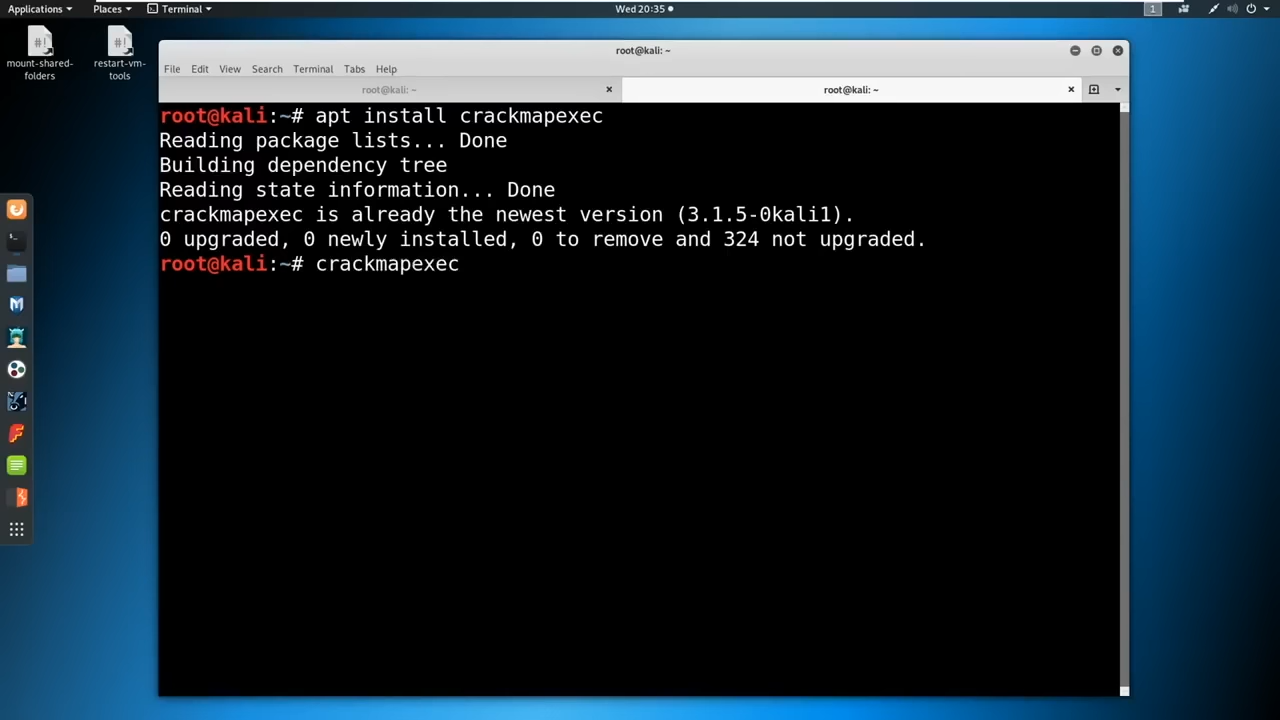 Applications Places Terminal Wed 20:35 1
#! #!
mount-shared-folders
restart-vm-tools
root@kali: ~
File Edit View Search Terminal Tabs Help
root@kali: ~ root@kali: ~
root@kali:~# apt install crackmapexec
Reading package lists... Done
Building dependency tree
Reading state information... Done
crackmapexec is already the newest version (3.1.5-0kali1).
0 upgraded, 0 newly installed, 0 to remove and 324 not upgraded.
root@kali:~# crackmapexec